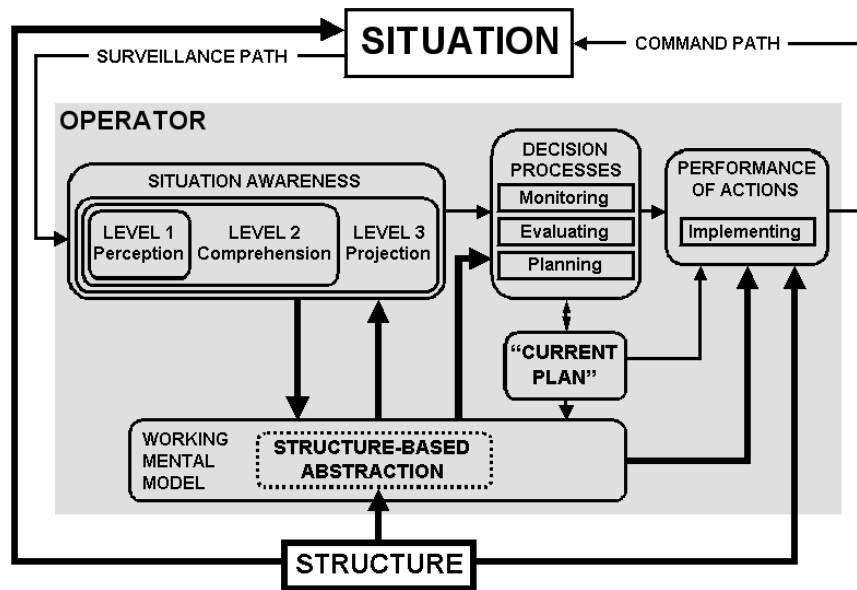 SITUATION
SURVEILLANCE PATH
COMMAND PATH
OPERATOR
SITUATION AWARENESS
LEVEL 1
Perception
LEVEL 2
Comprehension
LEVEL 3
Projection
DECISION
PROCESSES
Monitoring
Evaluating
Planning
PERFORMANCE
OF ACTIONS
Implementing
“CURRENT
PLAN”
WORKING
MENTAL
MODEL
STRUCTURE-BASED
ABSTRACTION
STRUCTURE